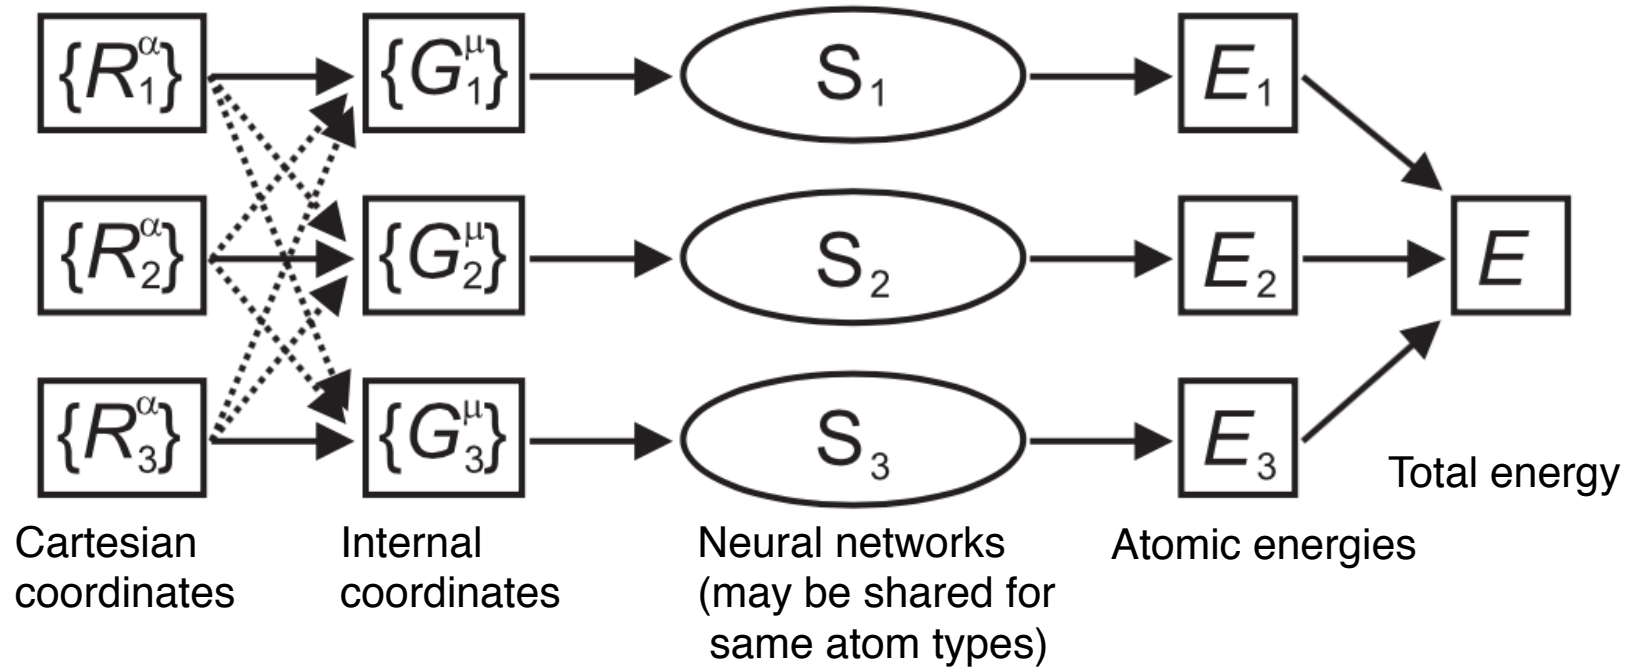 {R₁^α} {G₁^μ} S₁ E₁
{R₂^α} {G₂^μ} S₂ E₂ E
{R₃^α} {G₃^μ} S₃ E₃
Total energy
Cartesian
coordinates
Internal
coordinates
Neural networks
(may be shared for
same atom types)
Atomic energies